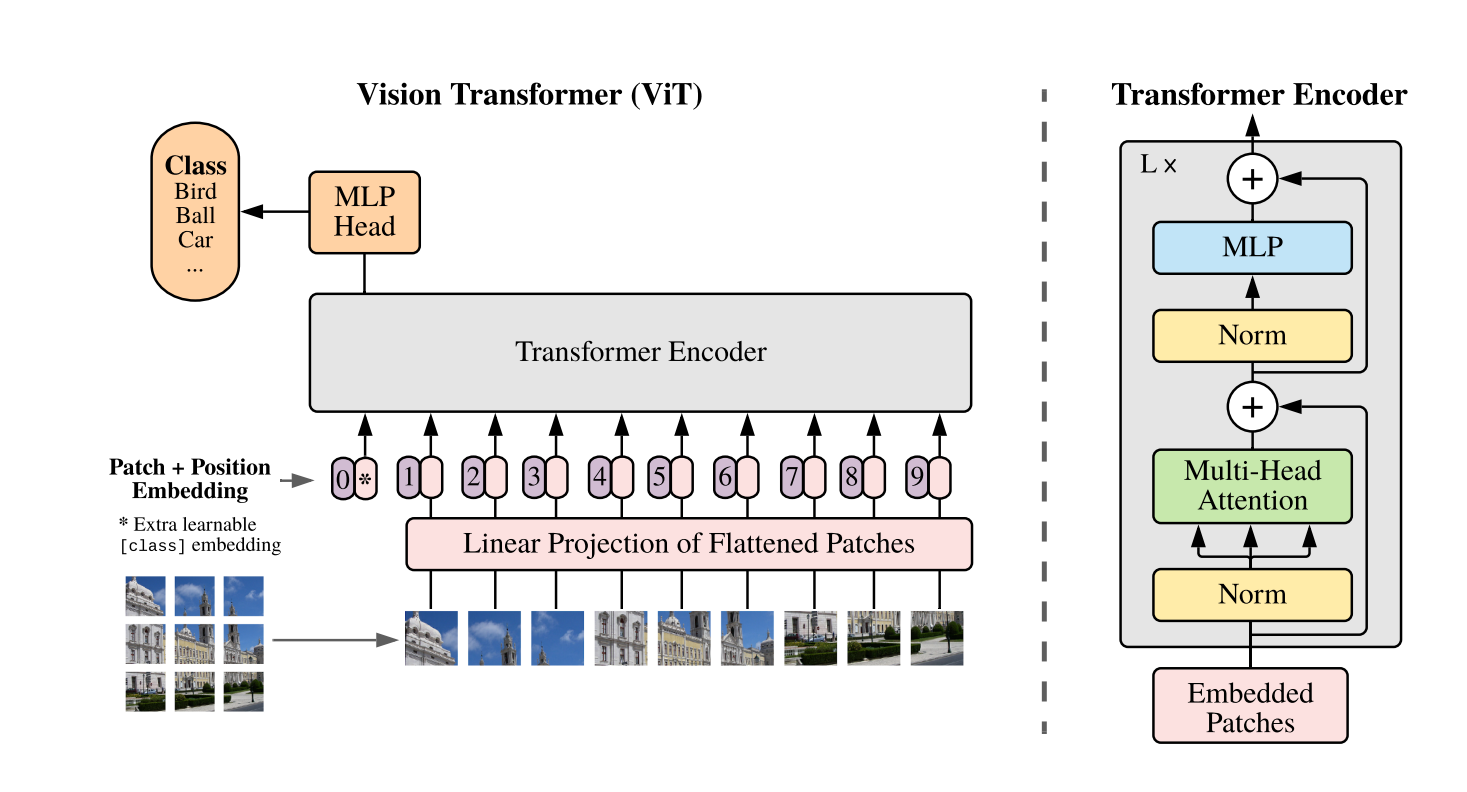 Vision Transformer (ViT)
Class
Bird
Ball
Car
...
MLP
Head
Transformer Encoder
Patch + Position
Embedding
0 * 1 2 3 4 5 6 7 8 9
* Extra learnable
[class] embedding
Linear Projection of Flattened Patches
Transformer Encoder
L ×
+
MLP
Norm
+
Multi-Head
Attention
Norm
Embedded
Patches